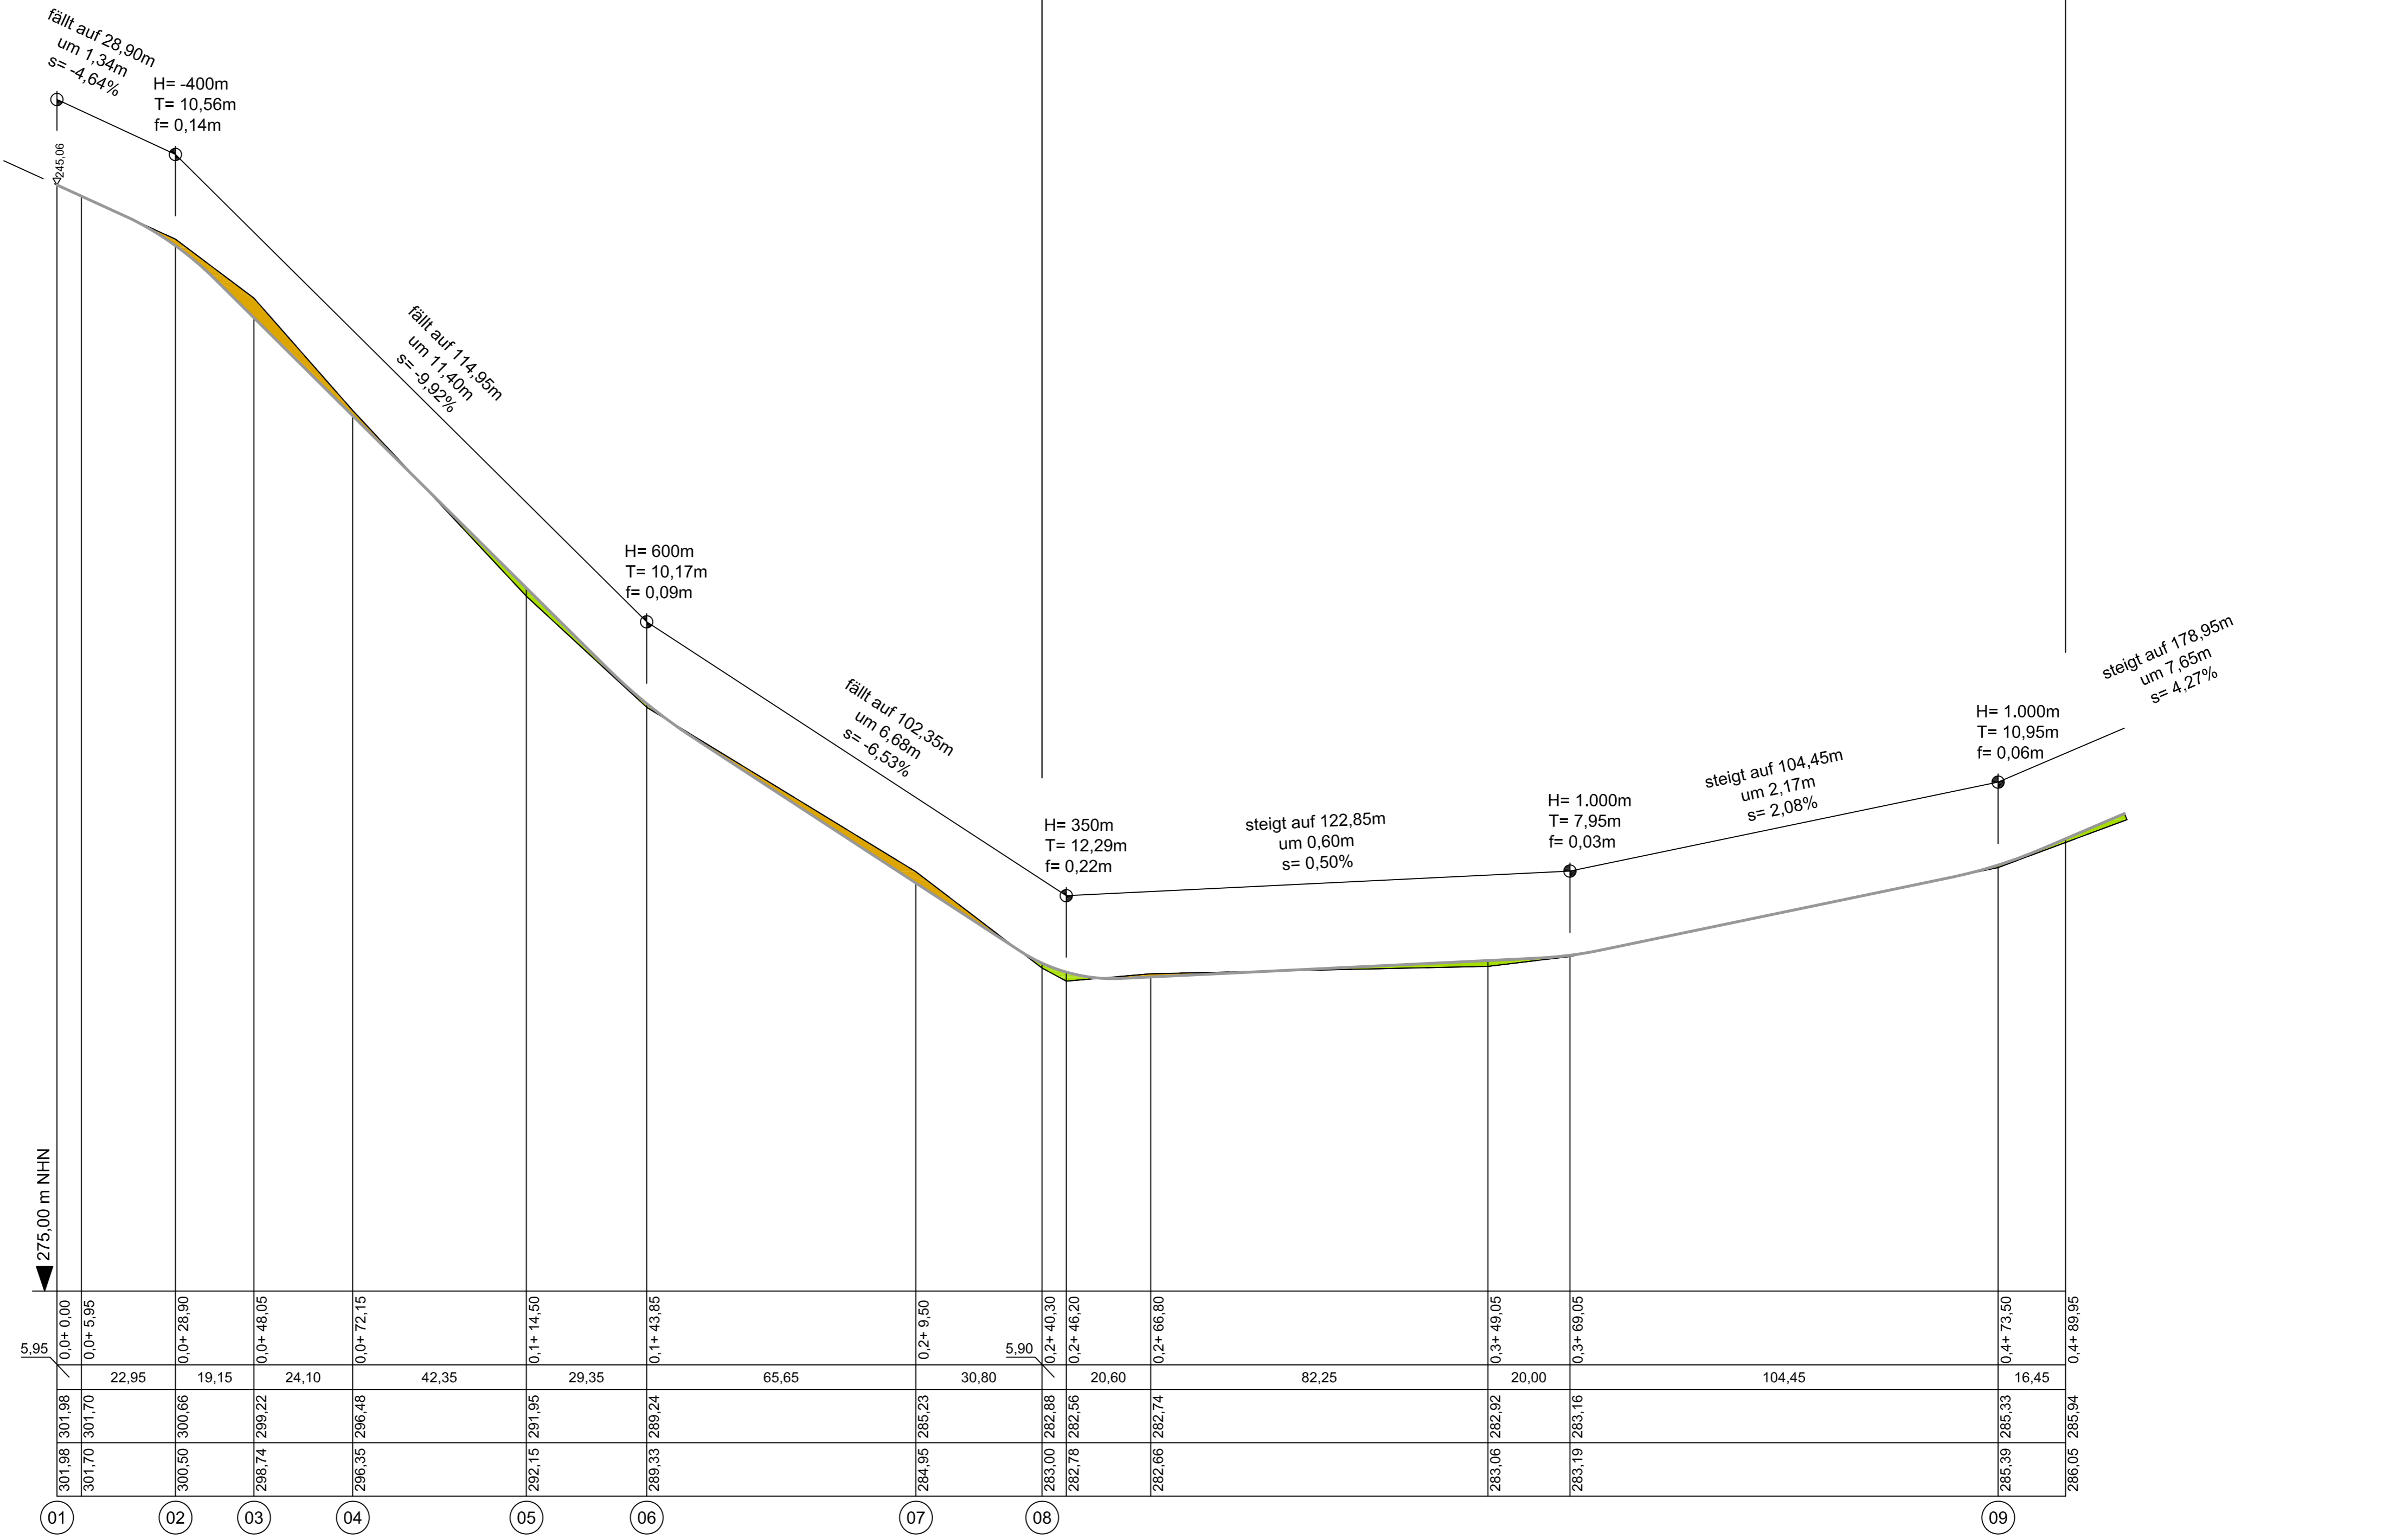 fällt auf 28,90m
um 1,34m
s= -4,64%
H= -400m
T= 10,56m
f= 0,14m
245,06
fällt auf 114,95m
um 11,40m
s= -9,92%
H= 600m
T= 10,17m
f= 0,09m
fällt auf 102,35m
um 6,68m
s= -6,53%
H= 350m
T= 12,29m
f= 0,22m
steigt auf 122,85m
um 0,60m
s= 0,50%
H= 1.000m
T= 7,95m
f= 0,03m
steigt auf 104,45m
um 2,17m
s= 2,08%
H= 1.000m
T= 10,95m
f= 0,06m
steigt auf 178,95m
um 7,65m
s= 4,27%
275,00 m NHN
0,0+ 0,00
0,0+ 5,95
0,0+ 28,90
0,0+ 48,05
0,0+ 72,15
0,1+ 14,50
0,1+ 43,85
0,2+ 9,50
0,2+ 40,30
0,2+ 46,20
0,2+ 66,80
0,3+ 49,05
0,3+ 69,05
0,4+ 73,50
0,4+ 89,95
5,95
22,95
19,15
24,10
42,35
29,35
65,65
30,80
5,90
20,60
82,25
20,00
104,45
16,45
301,98
301,70
300,66
299,22
296,48
291,95
289,24
285,23
282,88
282,56
282,74
282,92
283,16
285,33
285,94
301,98
301,70
300,50
298,74
296,35
292,15
289,33
284,95
283,00
282,78
282,66
283,06
283,19
285,39
286,05
01
02
03
04
05
06
07
08
09